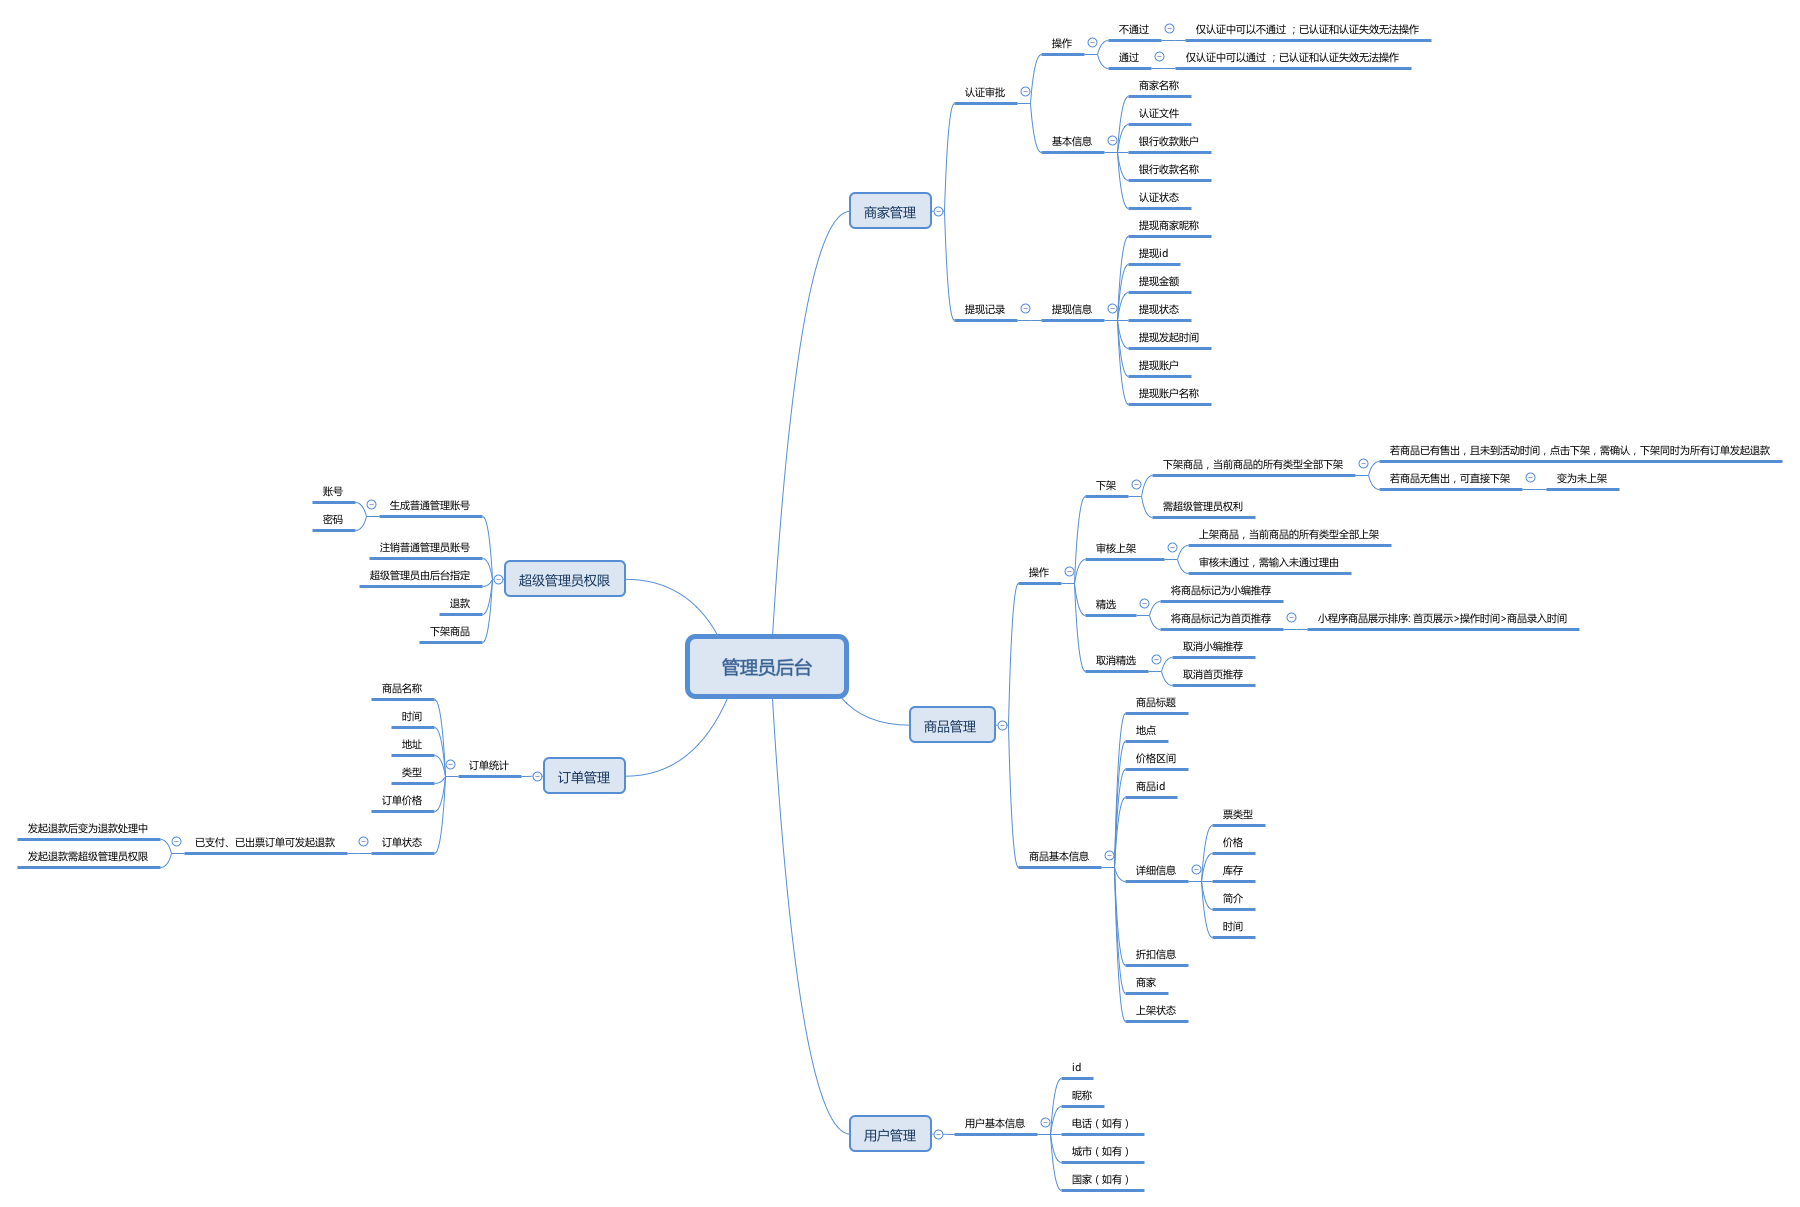 管理员后台
商家管理
认证审批
操作
不通过
仅认证中可以不通过 ；已认证和认证失效无法操作
通过
仅认证中可以通过 ；已认证和认证失效无法操作
基本信息
商家名称
认证文件
银行收款账户
银行收款名称
认证状态
提现记录
提现信息
提现商家昵称
提现id
提现金额
提现状态
提现发起时间
提现账户
提现账户名称
商品管理
操作
下架
下架商品，当前商品的所有类型全部下架
若商品已有售出，且未到活动时间，点击下架，需确认，下架同时为所有订单发起退款
若商品无售出，可直接下架
变为未上架
需超级管理员权利
审核上架
上架商品，当前商品的所有类型全部上架
审核未通过，需输入未通过理由
精选
将商品标记为小编推荐
将商品标记为首页推荐
小程序商品展示排序: 首页展示>操作时间>商品录入时间
取消精选
取消小编推荐
取消首页推荐
商品基本信息
商品标题
地点
价格区间
商品id
详细信息
票类型
价格
库存
简介
时间
折扣信息
商家
上架状态
用户管理
用户基本信息
id
昵称
电话（如有）
城市（如有）
国家（如有）
超级管理员权限
生成普通管理账号
账号
密码
注销普通管理员账号
超级管理员由后台指定
退款
下架商品
订单管理
订单统计
商品名称
时间
地址
类型
订单价格
订单状态
已支付、已出票订单可发起退款
发起退款后变为退款处理中
发起退款需超级管理员权限